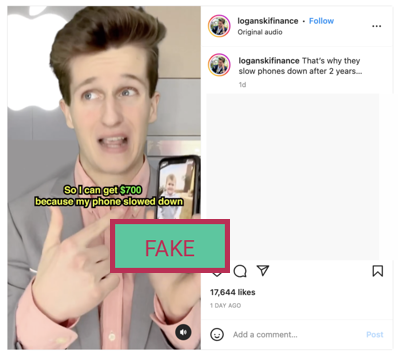 loganskifinance • Follow
Original audio
loganskifinance That's why they
slow phones down after 2 years...
1d
So I can get $700
because my phone slowed down
FAKE
17,644 likes
1 DAY AGO
Add a comment...
Post